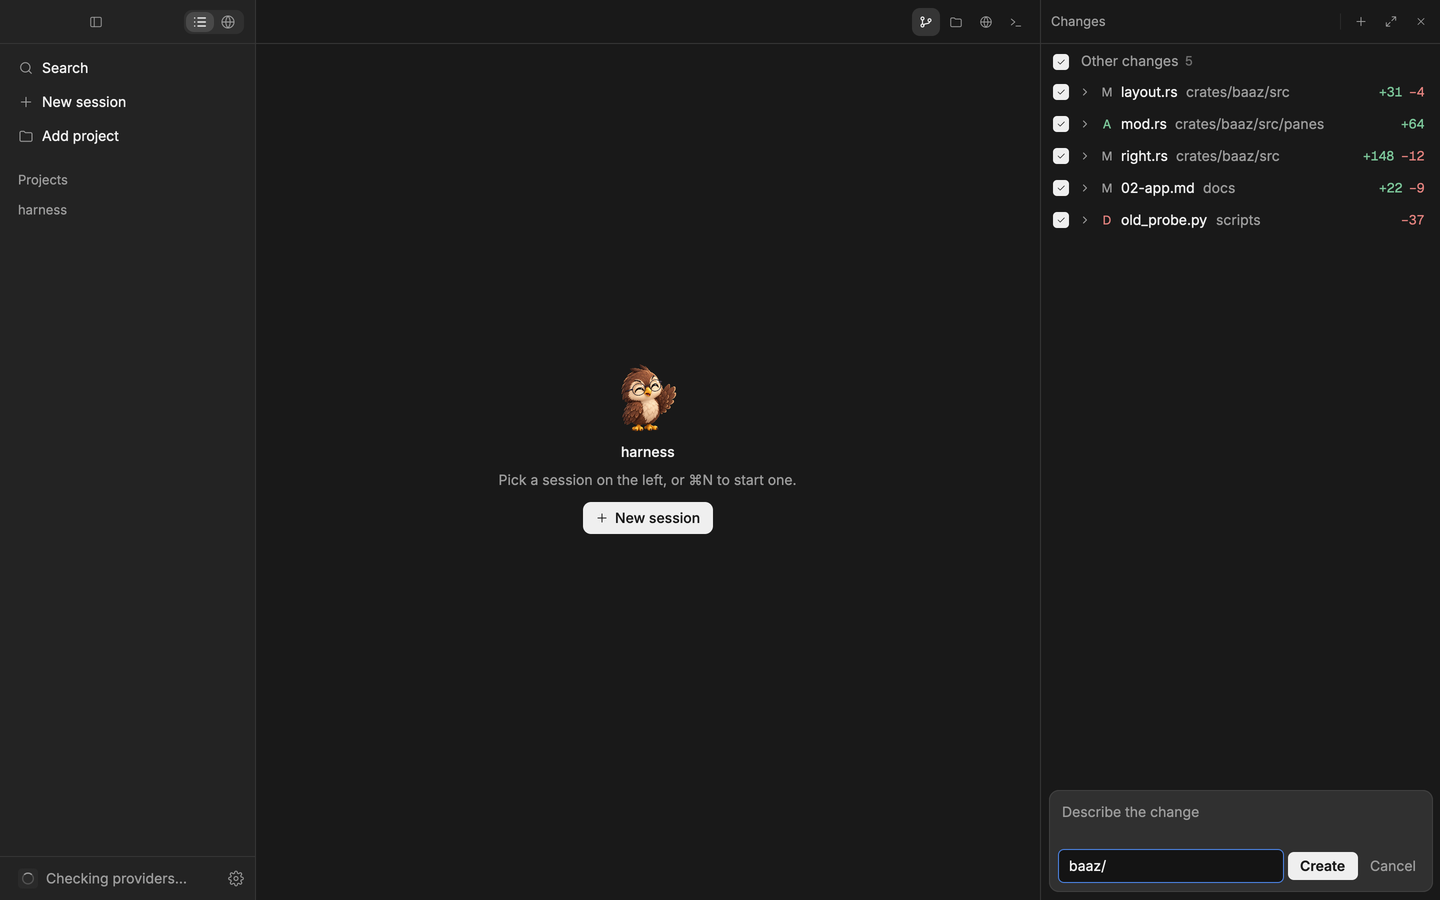 Changes
Search
New session
Add project
Projects
harness
Checking providers...
harness
Pick a session on the left, or ⌘N to start one.
New session
Other changes 5
M layout.rs crates/baaz/src +31 −4
A mod.rs crates/baaz/src/panes +64
M right.rs crates/baaz/src +148 −12
M 02-app.md docs +22 −9
D old_probe.py scripts −37
Describe the change
baaz/ Create Cancel